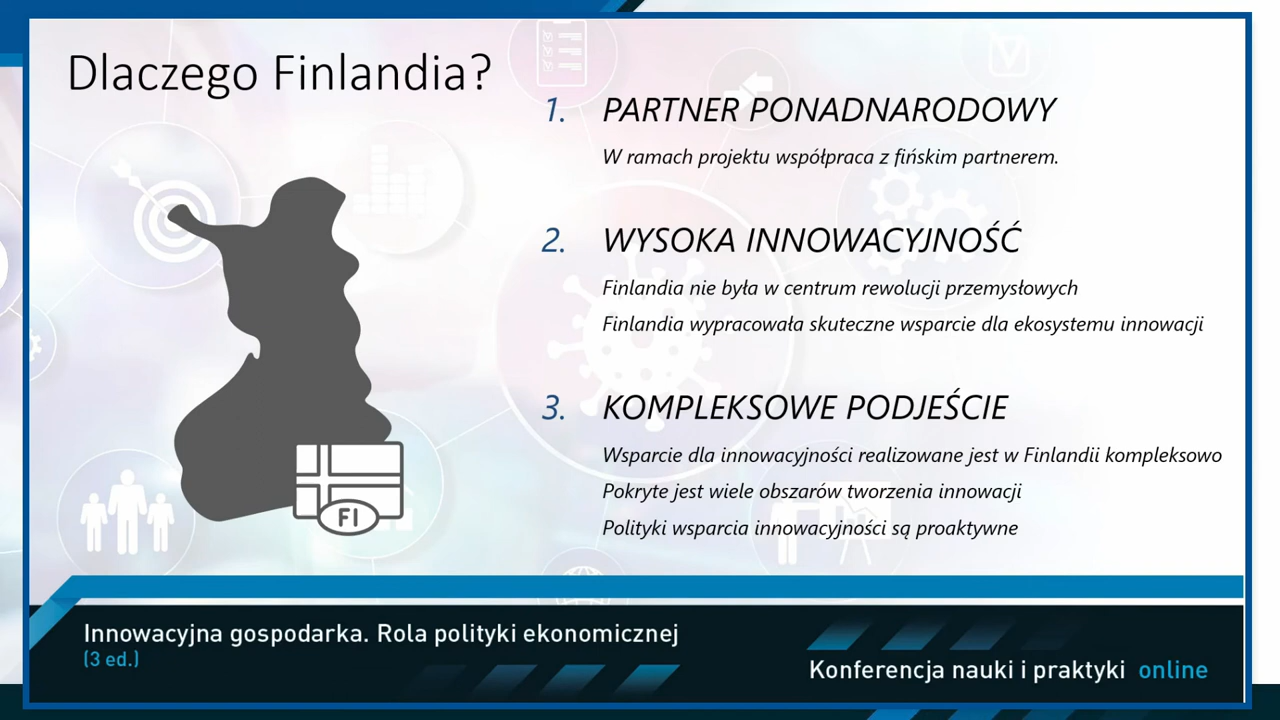 Dlaczego Finlandia?
1. PARTNER PONADNARODOWY
W ramach projektu współpraca z fińskim partnerem.
2. WYSOKA INNOWACYJNOŚĆ
Finlandia nie była w centrum rewolucji przemysłowych
Finlandia wypracowała skuteczne wsparcie dla ekosystemu innowacji
3. KOMPLEKSOWE PODJEŚCIE
Wsparcie dla innowacyjności realizowane jest w Finlandii kompleksowo
Pokryte jest wiele obszarów tworzenia innowacji
Polityki wsparcia innowacyjności są proaktywne
FI
Innowacyjna gospodarka. Rola polityki ekonomicznej
(3 ed.)
Konferencja nauki i praktyki online